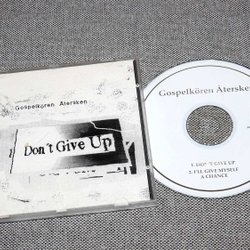 Gospelkören Återsken
Don't Give Up
Gospelkören Återsken
1. DON'T GIVE UP
2. I'LL GIVE MYSELF
A CHANCE